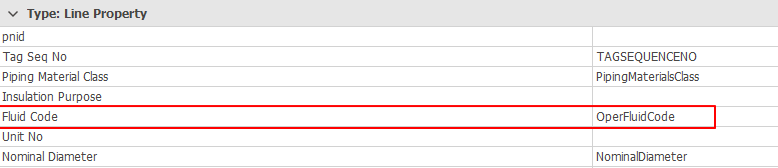 Type: Line Property
pnid
Tag Seq No TAGSEQUENCENO
Piping Material Class PipingMaterialsClass
Insulation Purpose
Fluid Code OperFluidCode
Unit No
Nominal Diameter NominalDiameter